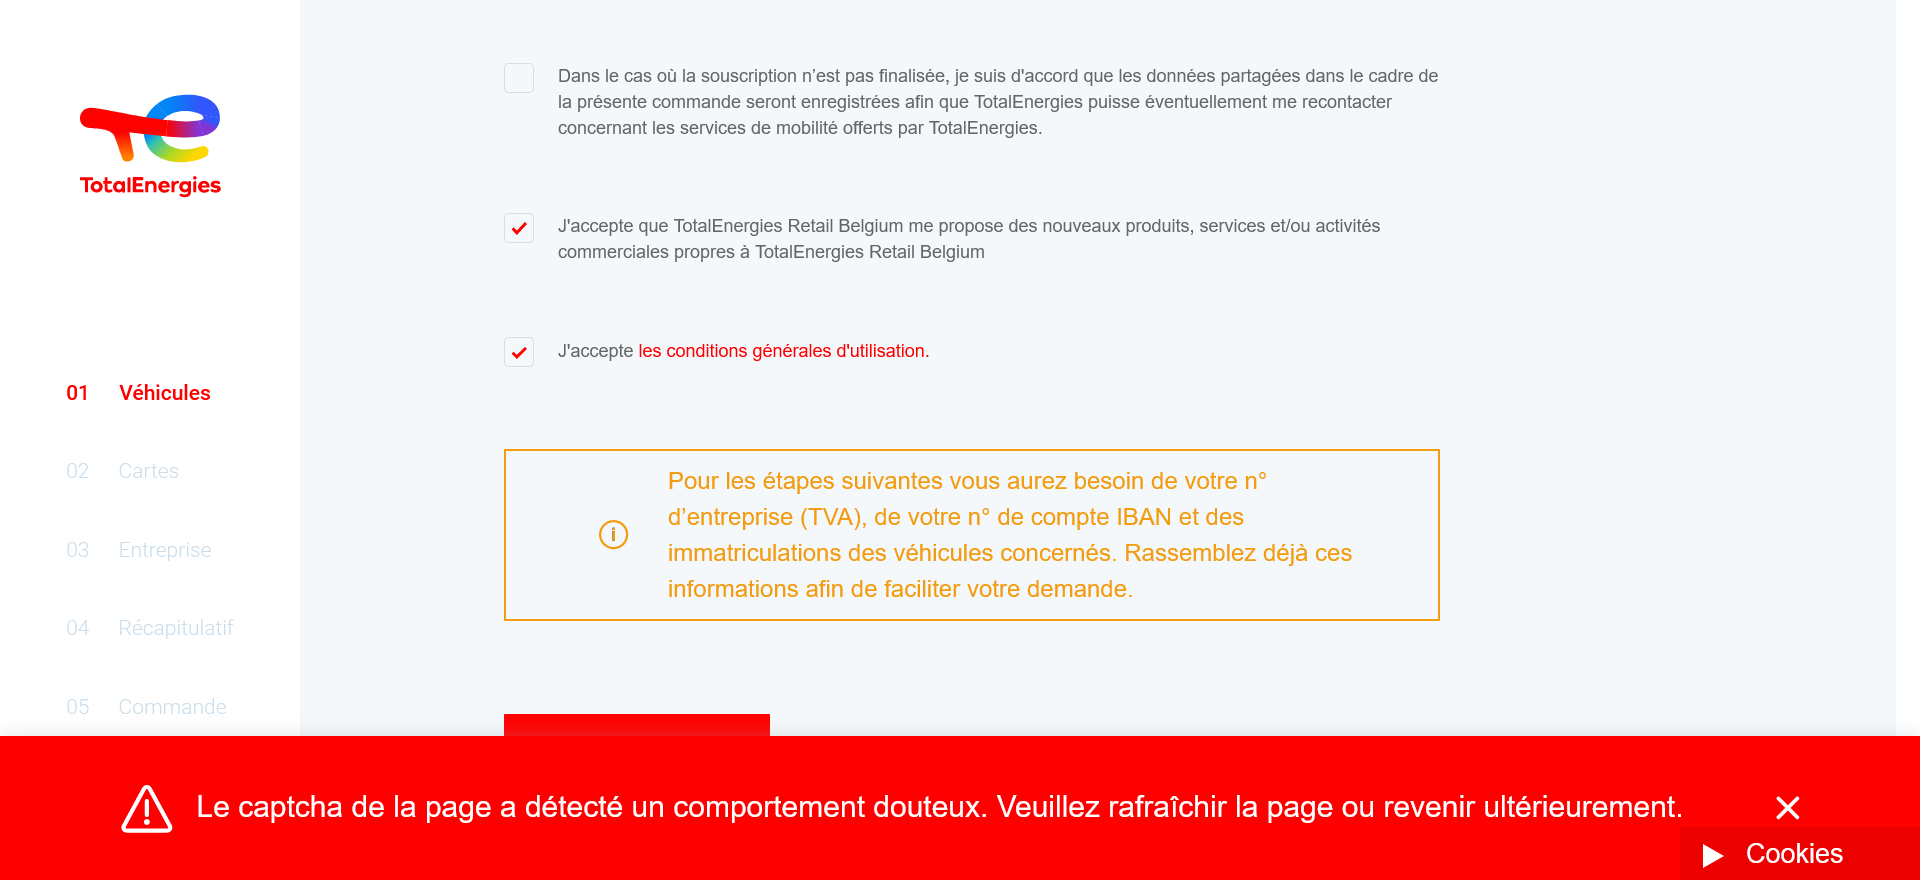 TotalEnergies
01 Véhicules
02 Cartes
03 Entreprise
04 Récapitulatif
05 Commande
Dans le cas où la souscription n’est pas finalisée, je suis d'accord que les données partagées dans le cadre de
la présente commande seront enregistrées afin que TotalEnergies puisse éventuellement me recontacter
concernant les services de mobilité offerts par TotalEnergies.
J'accepte que TotalEnergies Retail Belgium me propose des nouveaux produits, services et/ou activités
commerciales propres à TotalEnergies Retail Belgium
J'accepte les conditions générales d'utilisation.
Pour les étapes suivantes vous aurez besoin de votre n°
d’entreprise (TVA), de votre n° de compte IBAN et des
immatriculations des véhicules concernés. Rassemblez déjà ces
informations afin de faciliter votre demande.
Le captcha de la page a détecté un comportement douteux. Veuillez rafraîchir la page ou revenir ultérieurement.
Cookies